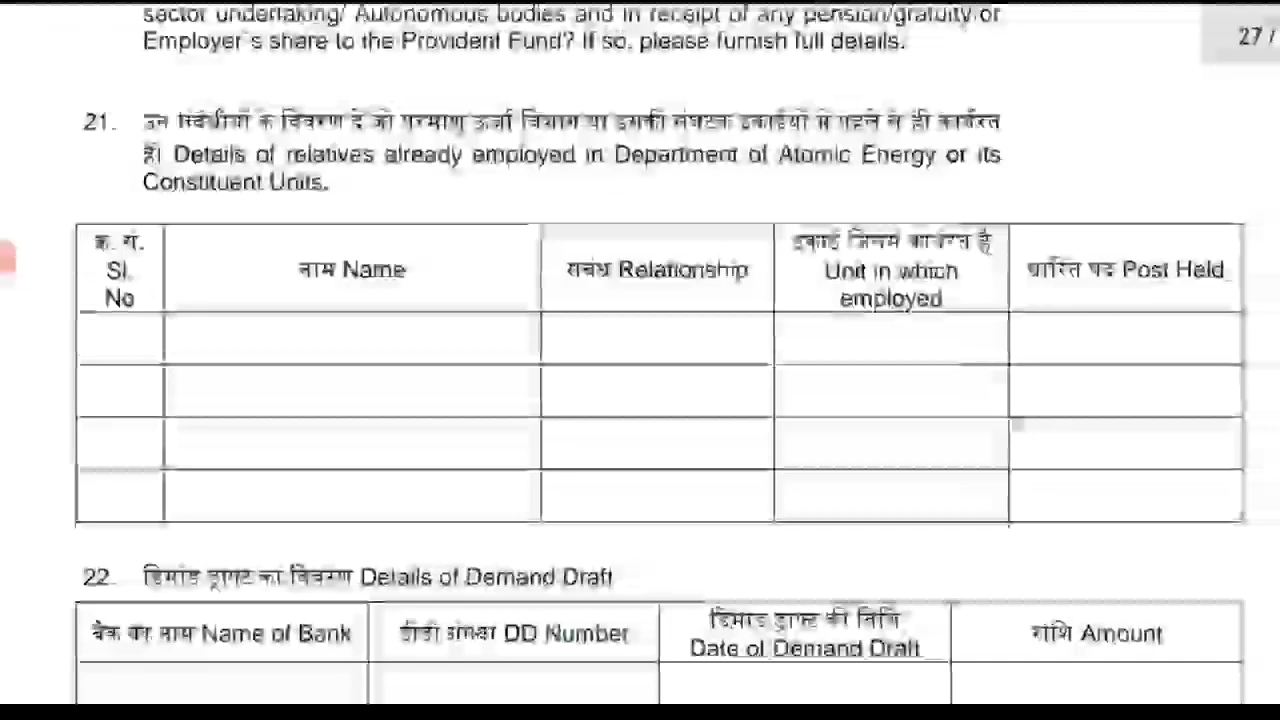 sector undertaking/ Autonomous bodies and in receipt of any pension/gratuity or
Employer's share to the Provident Fund? If so, please furnish full details.
27 /
21. उन संबंधीयों के विवरण दें जो परमाणु ऊर्जा विभाग या इसकी संघटक इकाईयों में पहले से ही कार्यरत
है। Details of relatives already employed in Department of Atomic Energy or its
Constituent Units.
क्र. सं.
Sl.
No
नाम Name
संबंध Relationship
इकाई जिसमें कार्यरत है
Unit in which
employed
धारित पद Post Held
22. डिमांड ड्राफ्ट का विवरण Details of Demand Draft
बैंक का नाम Name of Bank
डीडी संख्या DD Number
डिमांड ड्राफ्ट की तिथि
Date of Demand Draft
राशि Amount